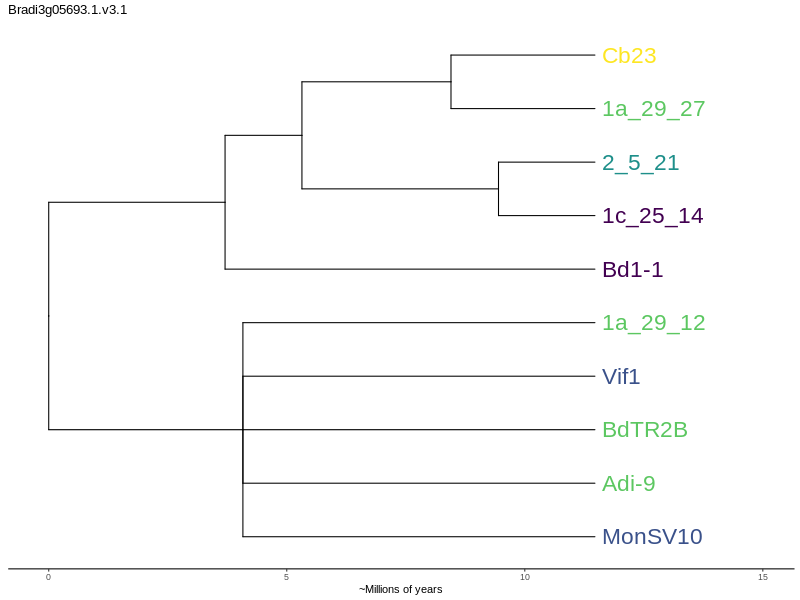 Bradi3g05693.1.v3.1
Cb23
1a_29_27
2_5_21
1c_25_14
Bd1-1
1a_29_12
Vif1
BdTR2B
Adi-9
MonSV10
0 5 10 15
~Millions of years